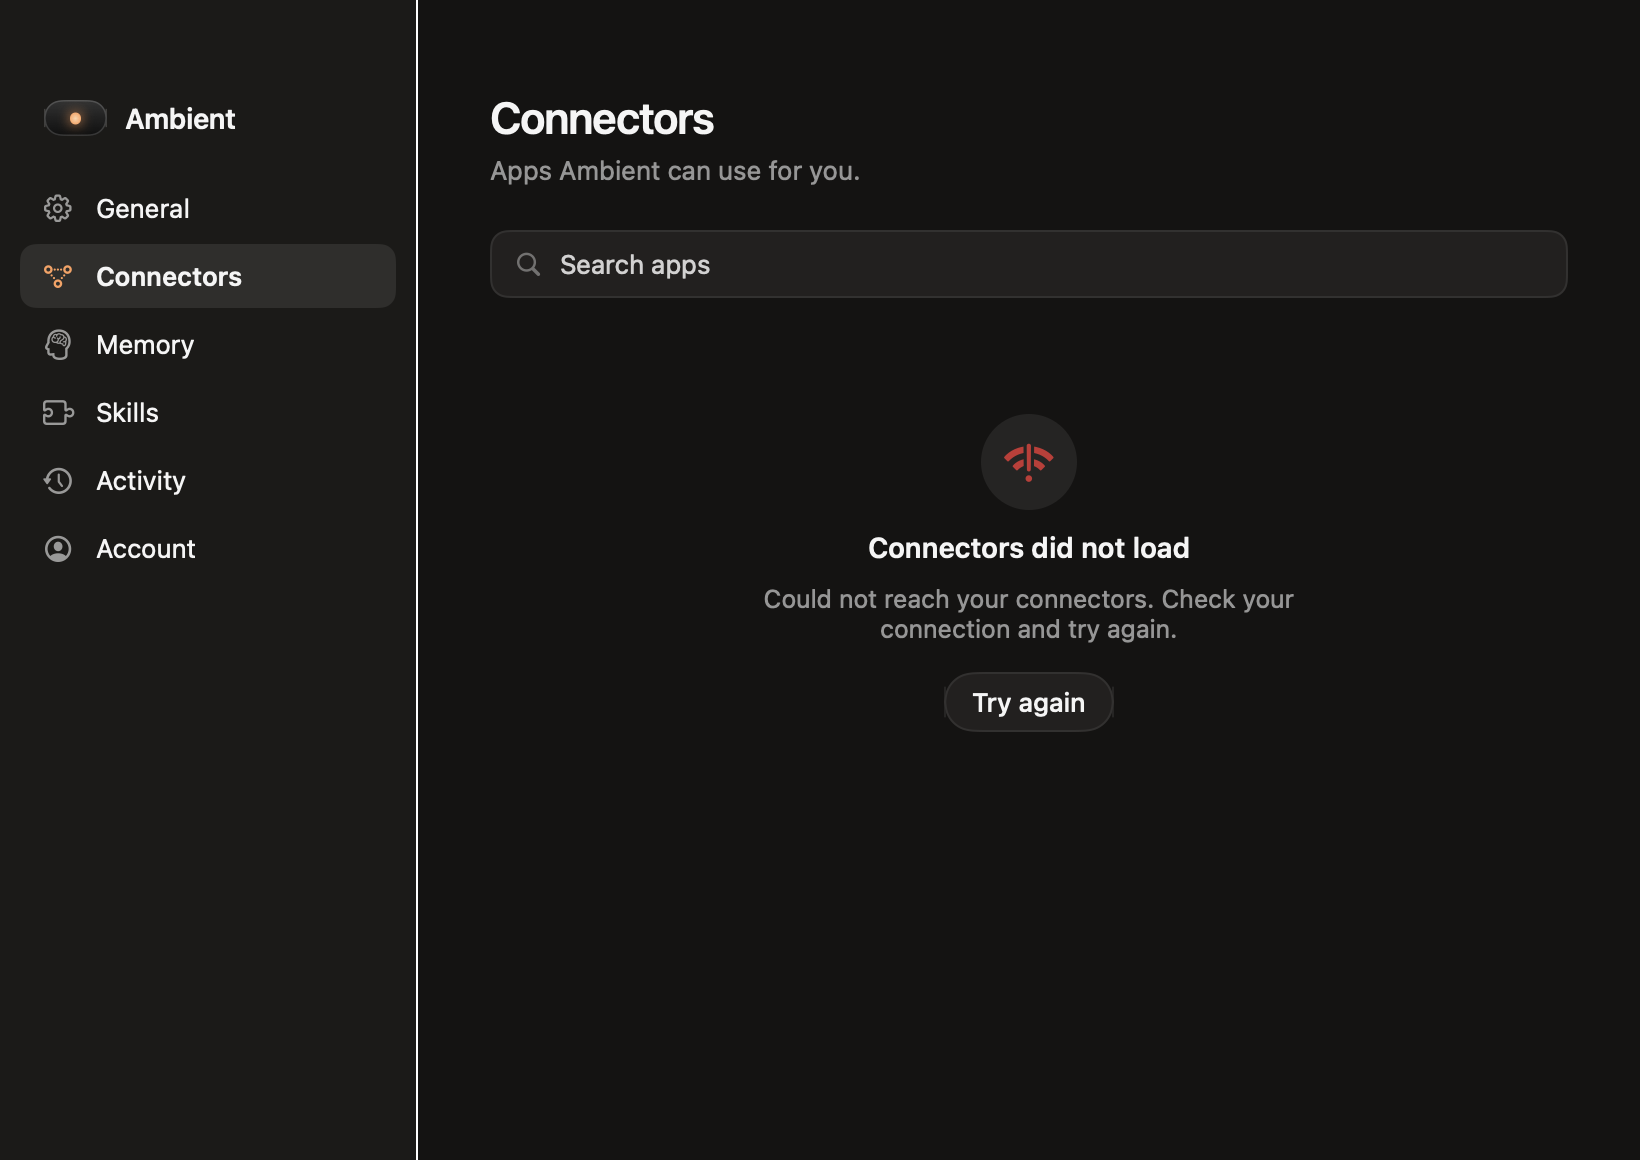 Ambient
General
Connectors
Memory
Skills
Activity
Account
Connectors
Apps Ambient can use for you.
Search apps
Connectors did not load
Could not reach your connectors. Check your
connection and try again.
Try again